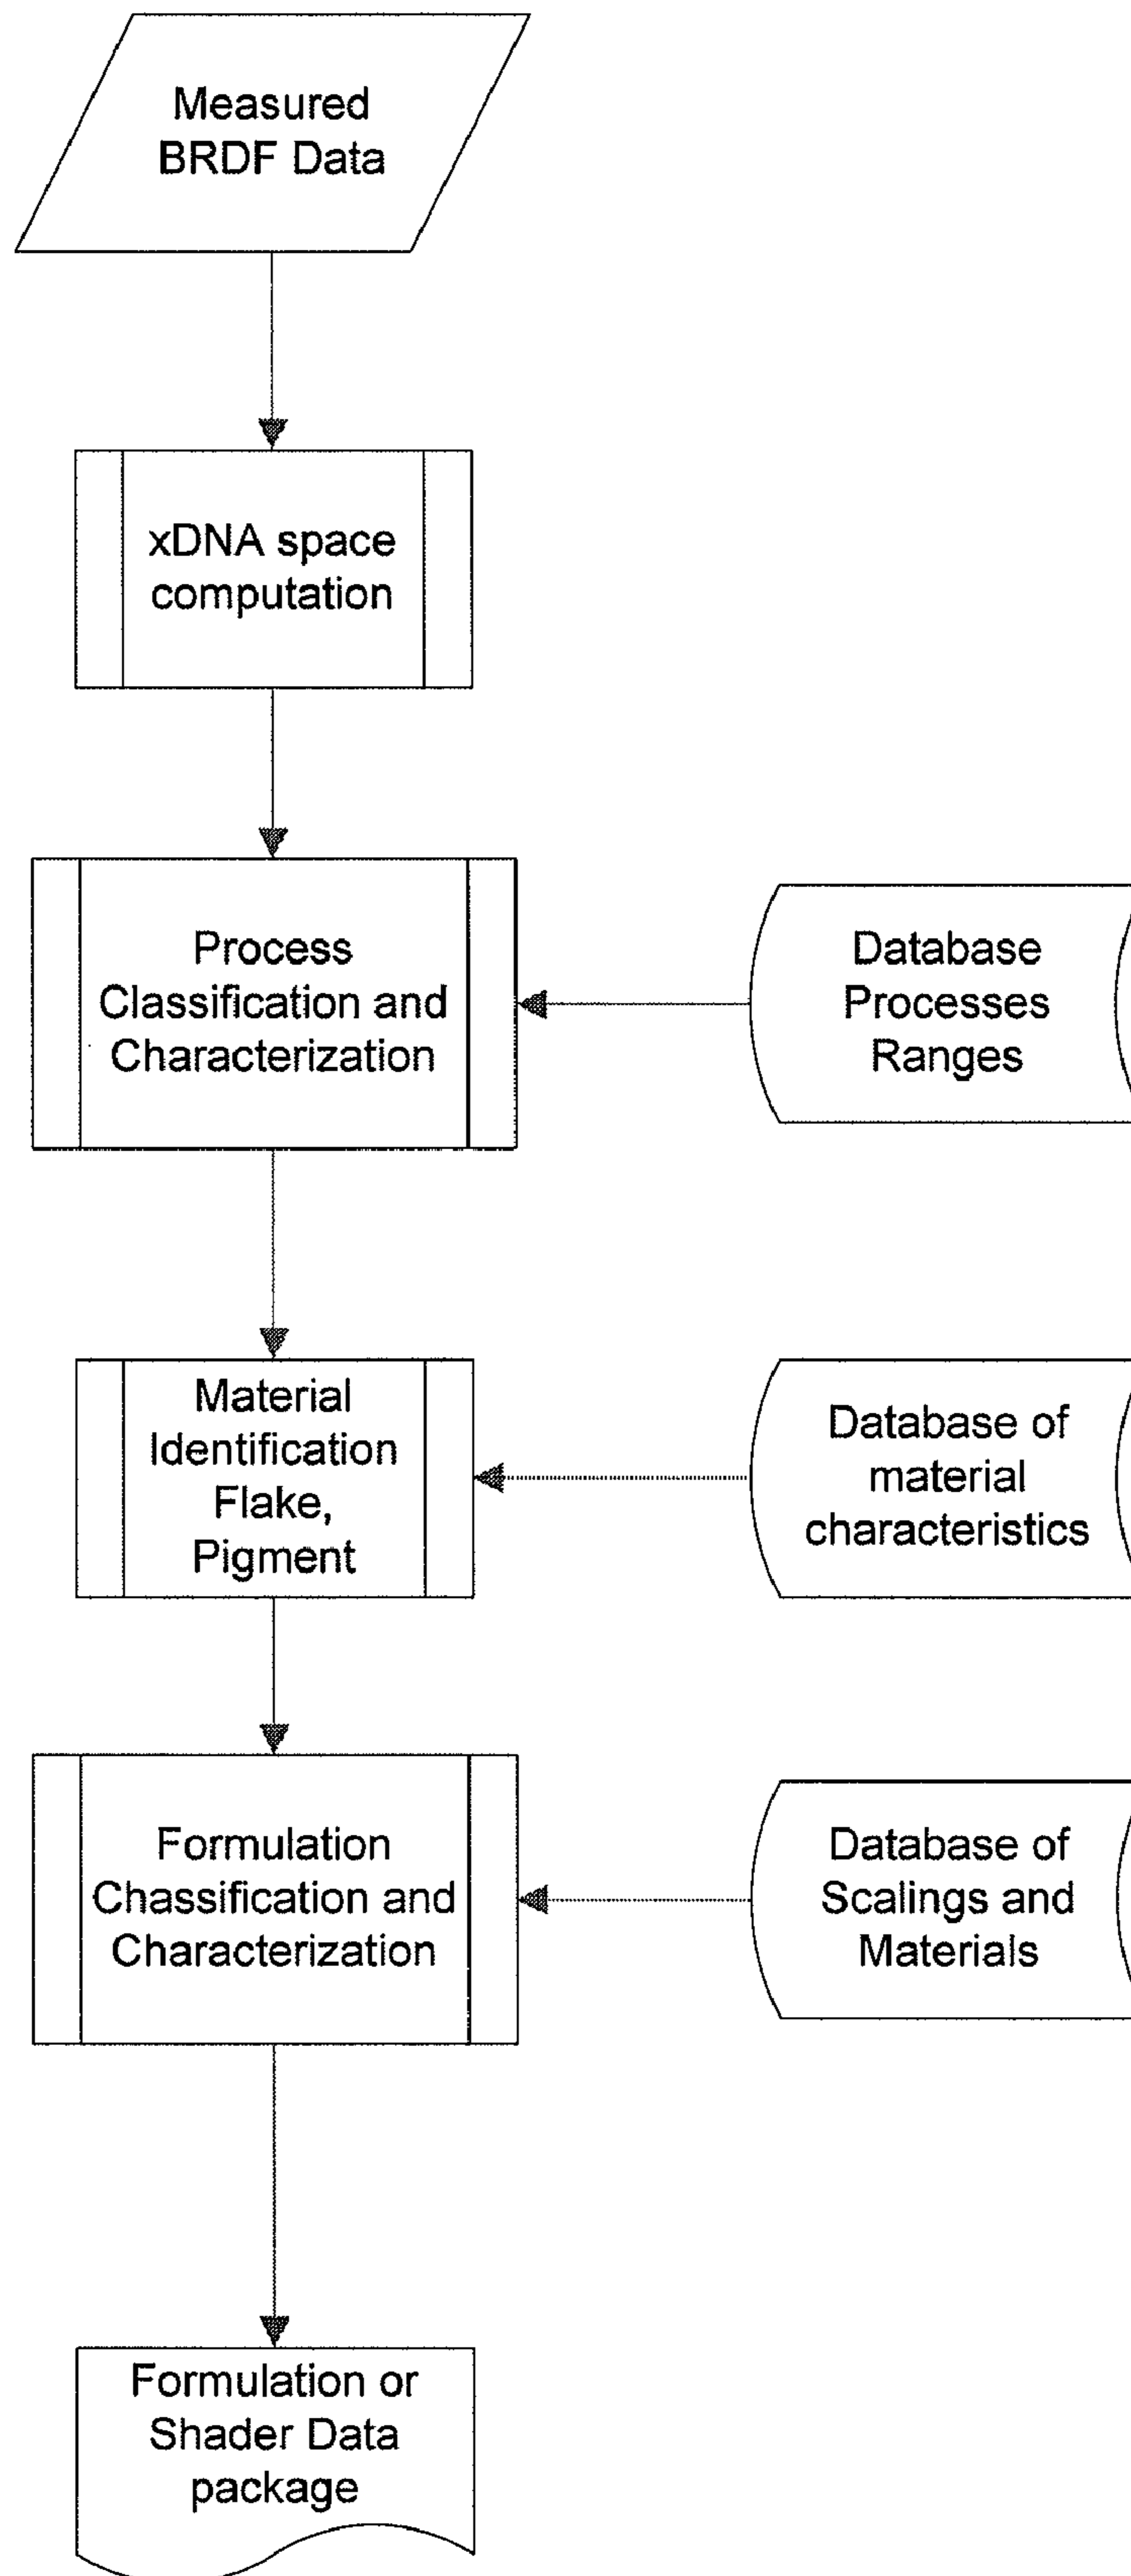 Measured
BRDF Data
xDNA space
computation
Process
Classification and
Characterization
Database
Processes
Ranges
Material
Identification
Flake,
Pigment
Database of
material
characteristics
Formulation
Chassification and
Characterization
Database of
Scalings and
Materials
Formulation or
Shader Data
package